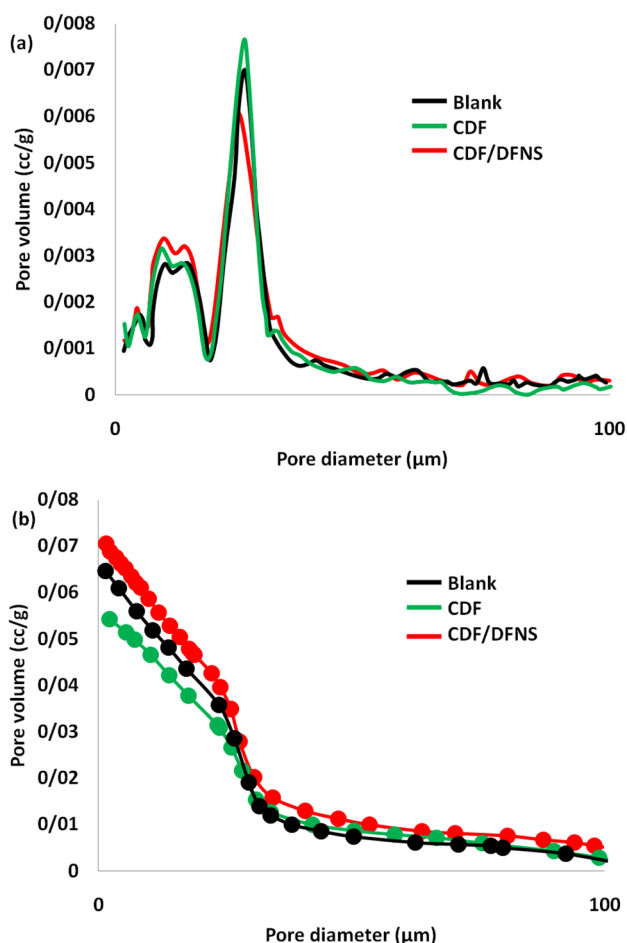 (a)
0/008
0/007
0/006
0/005
0/004
0/003
0/002
0/001
0
Pore volume (cc/g)
Blank
CDF
CDF/DFNS
0
100
Pore diameter (µm)
(b)
0/08
0/07
0/06
0/05
0/04
0/03
0/02
0/01
0
Pore volume (cc/g)
Blank
CDF
CDF/DFNS
0
100
Pore diameter (µm)